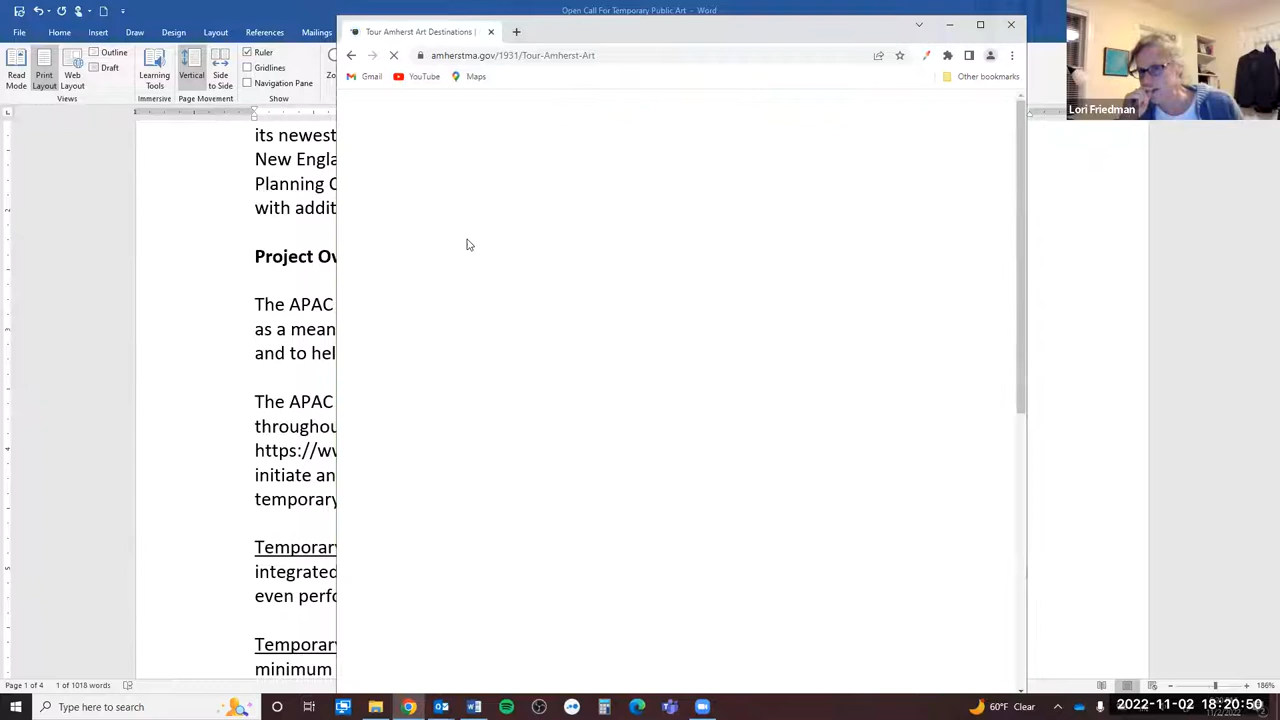 Open Call For Temporary Public Art - Word
File Home Insert Draw Design Layout References Mailings
Read Mode
Print Layout
Web Layout
Outline
Draft
Views
Learning Tools
Immersive
Vertical
Side to Side
Page Movement
Ruler
Gridlines
Navigation Pane
Show
Tour Amherst Art Destinations |
amherstma.gov/1931/Tour-Amherst-Art
Gmail YouTube Maps Other bookmarks
Lori Friedman
its newest
New Engla
Planning C
with addit
Project Ov
The APAC
as a mean
and to hel
The APAC
throughou
https://ww
initiate an
temporary
Temporary
integrated
even perfo
Temporary
minimum
Page 1 of 4 1 of 1018 words 186%
Type here to search
60°F Clear
2022-11-02 18:20:50